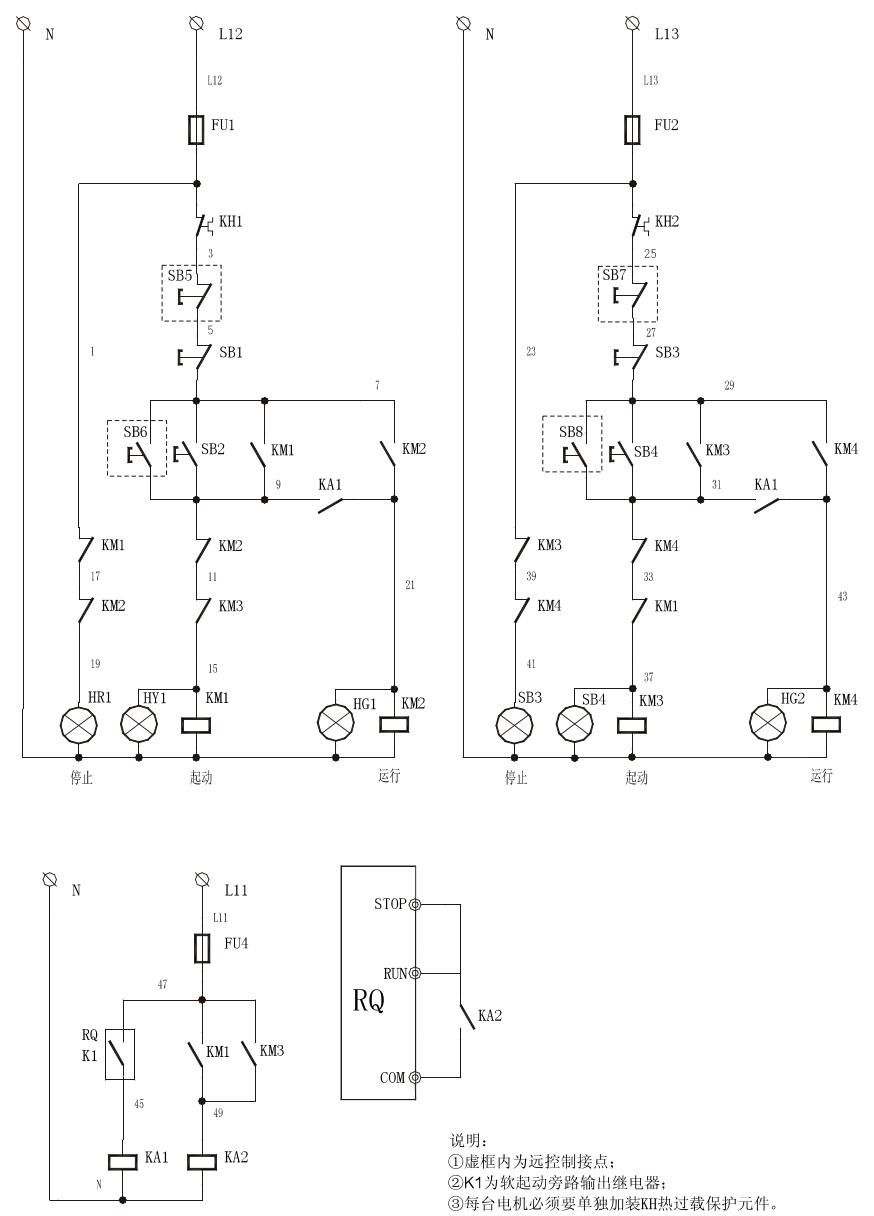 N
L12
L12
FU1
KH1
3
SB5
5
SB1
1
7
SB6
SB2
KM1
KM2
9
KA1
KM1
KM2
17
11
KM2
KM3
21
19
15
HR1
HY1
KM1
HG1
KM2
停止
起动
运行
N
L13
L13
FU2
KH2
25
SB7
27
SB3
23
29
SB8
SB4
KM3
KM4
31
KA1
KM3
KM4
39
33
KM4
KM1
43
41
37
SB3
SB4
KM3
HG2
KM4
停止
起动
运行
N
L11
L11
FU4
47
RQ
K1
KM1
KM3
45
49
KA1
KA2
N
STOP
RUN
RQ
KA2
COM
说明：
①虚框内为远控制接点；
②K1为软起动旁路输出继电器；
③每台电机必须要单独加装KH热过载保护元件。